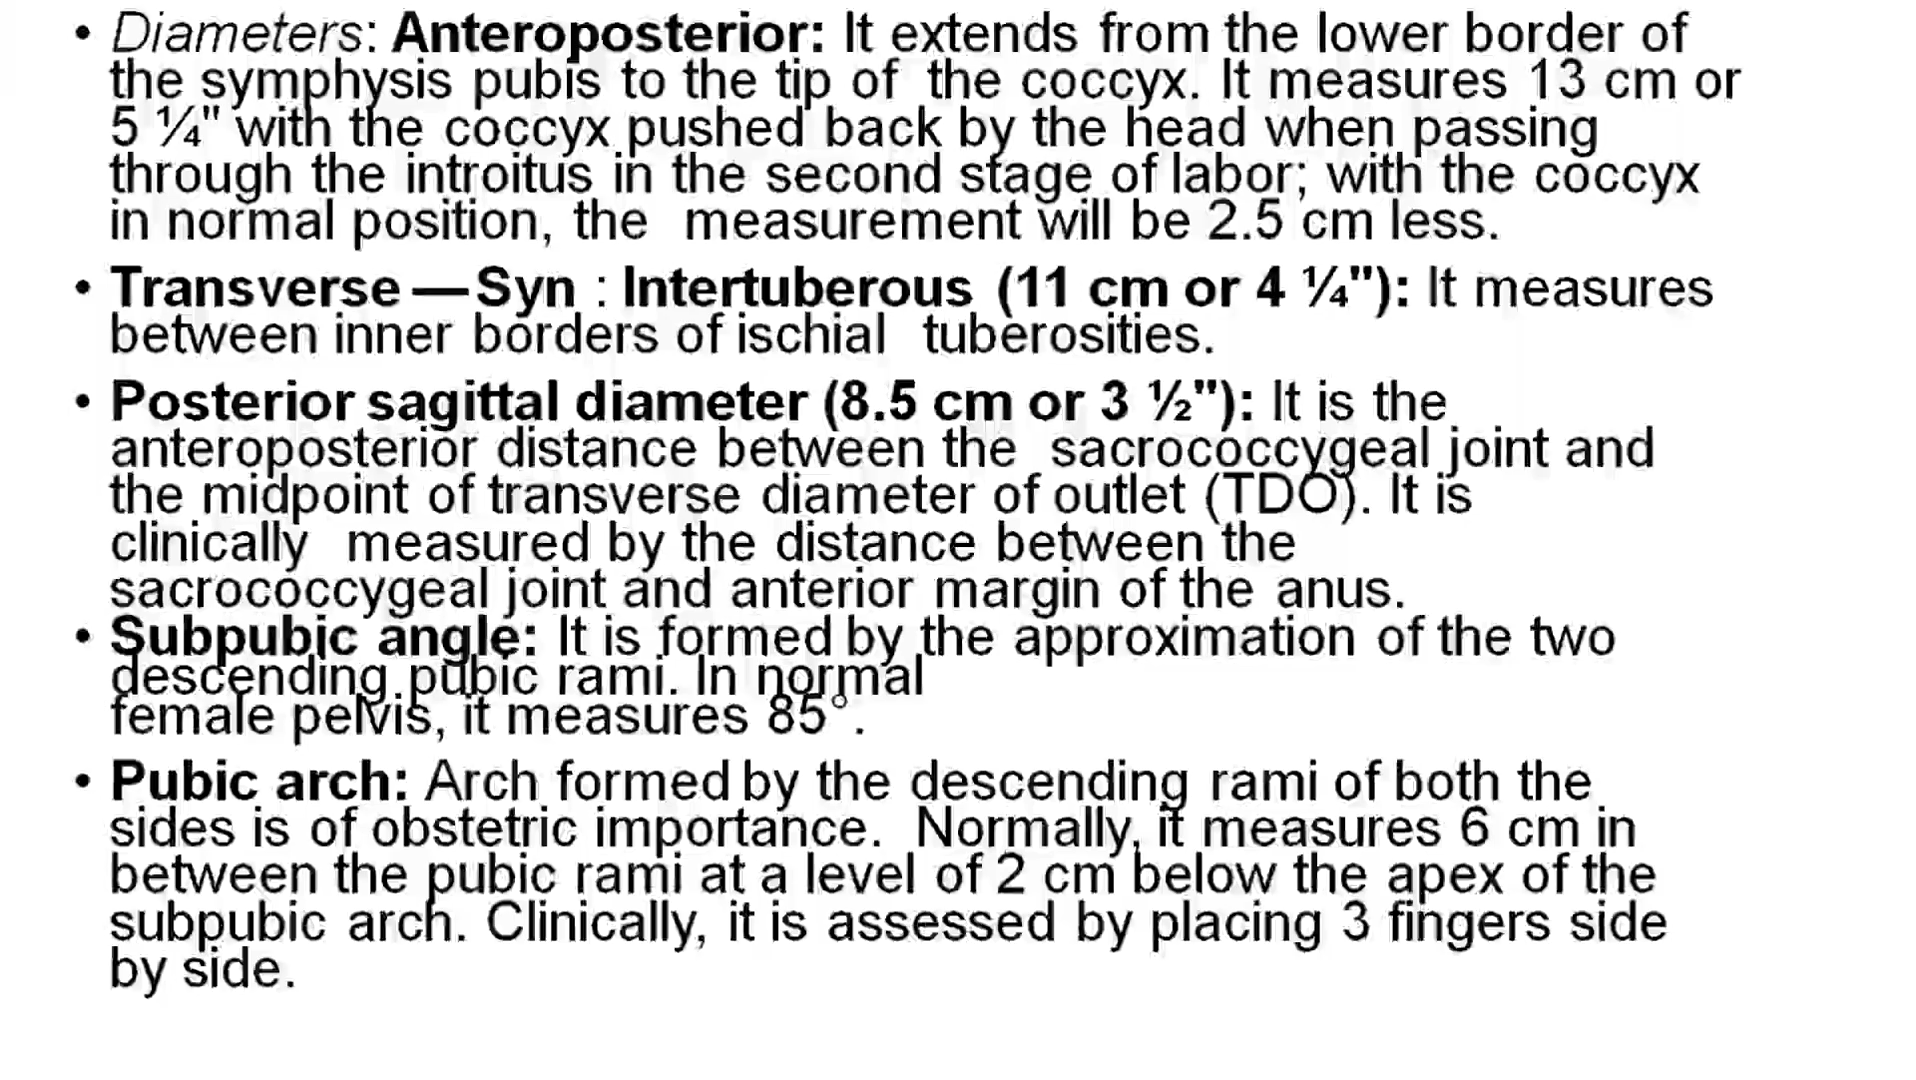 • Diameters: Anteroposterior: It extends from the lower border of
the symphysis pubis to the tip of the coccyx. It measures 13 cm or
5 ¼" with the coccyx pushed back by the head when passing
through the introitus in the second stage of labor; with the coccyx
in normal position, the measurement will be 2.5 cm less.
• Transverse — Syn : Intertuberous (11 cm or 4 ¼"): It measures
between inner borders of ischial tuberosities.
• Posterior sagittal diameter (8.5 cm or 3 ½"): It is the
anteroposterior distance between the sacrococcygeal joint and
the midpoint of transverse diameter of outlet (TDO). It is
clinically measured by the distance between the
sacrococcygeal joint and anterior margin of the anus.
• Subpubic angle: It is formed by the approximation of the two
descending pubic rami. In normal
female pelvis, it measures 85°.
• Pubic arch: Arch formed by the descending rami of both the
sides is of obstetric importance. Normally, it measures 6 cm in
between the pubic rami at a level of 2 cm below the apex of the
subpubic arch. Clinically, it is assessed by placing 3 fingers side
by side.